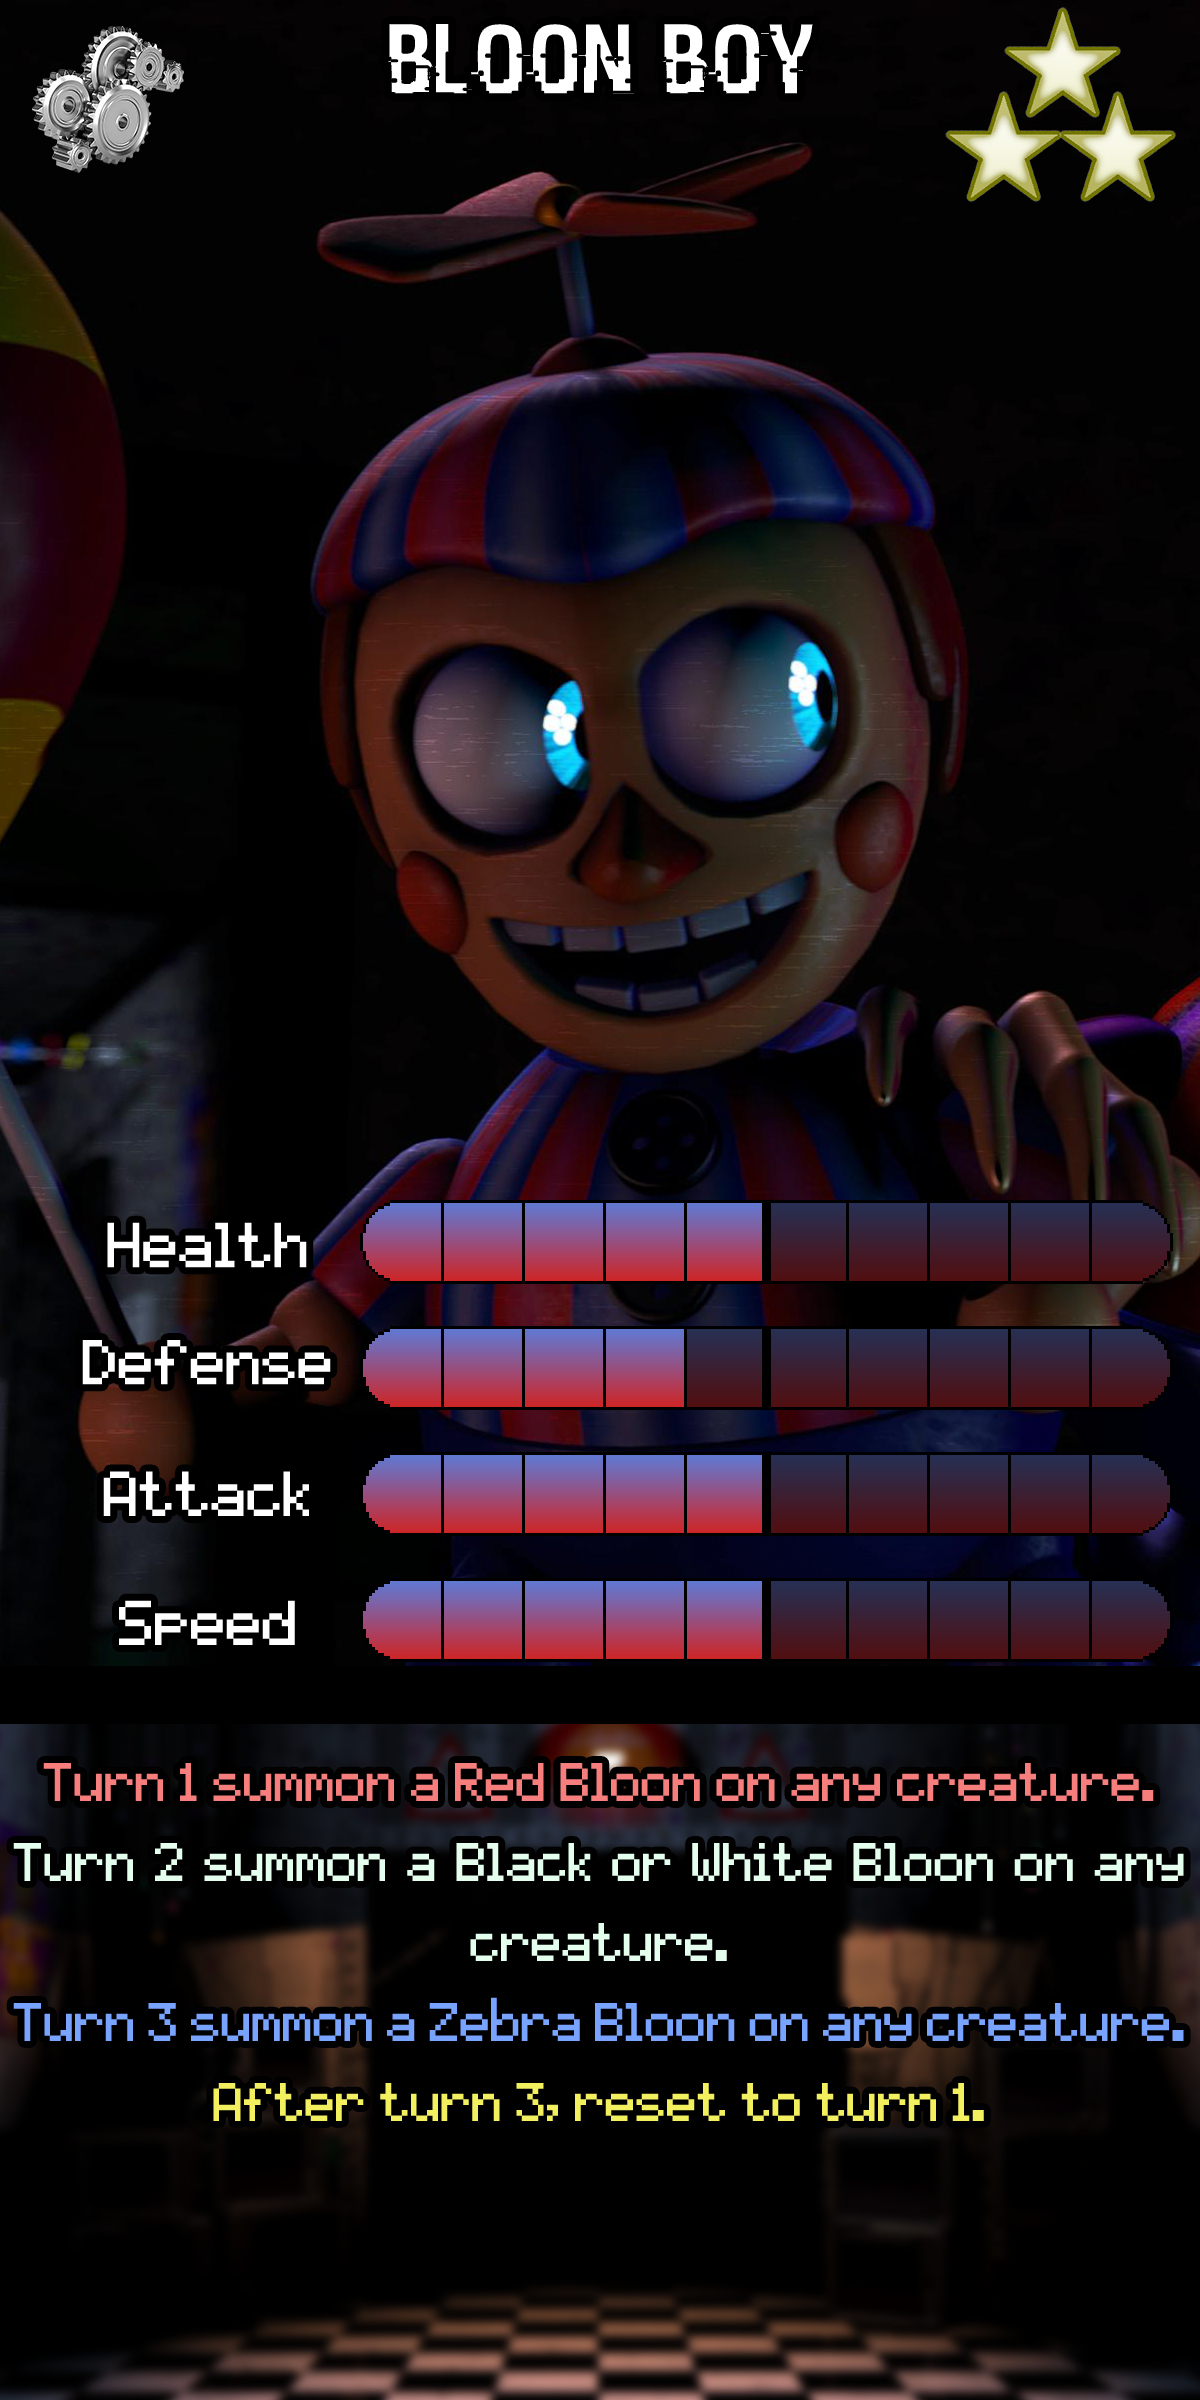 BLOON BOY
Health
Defense
Attack
Speed
Turn 1 summon a Red Bloon on any creature.
Turn 2 summon a Black or White Bloon on any
creature.
Turn 3 summon a Zebra Bloon on any creature.
After turn 3, reset to turn 1.